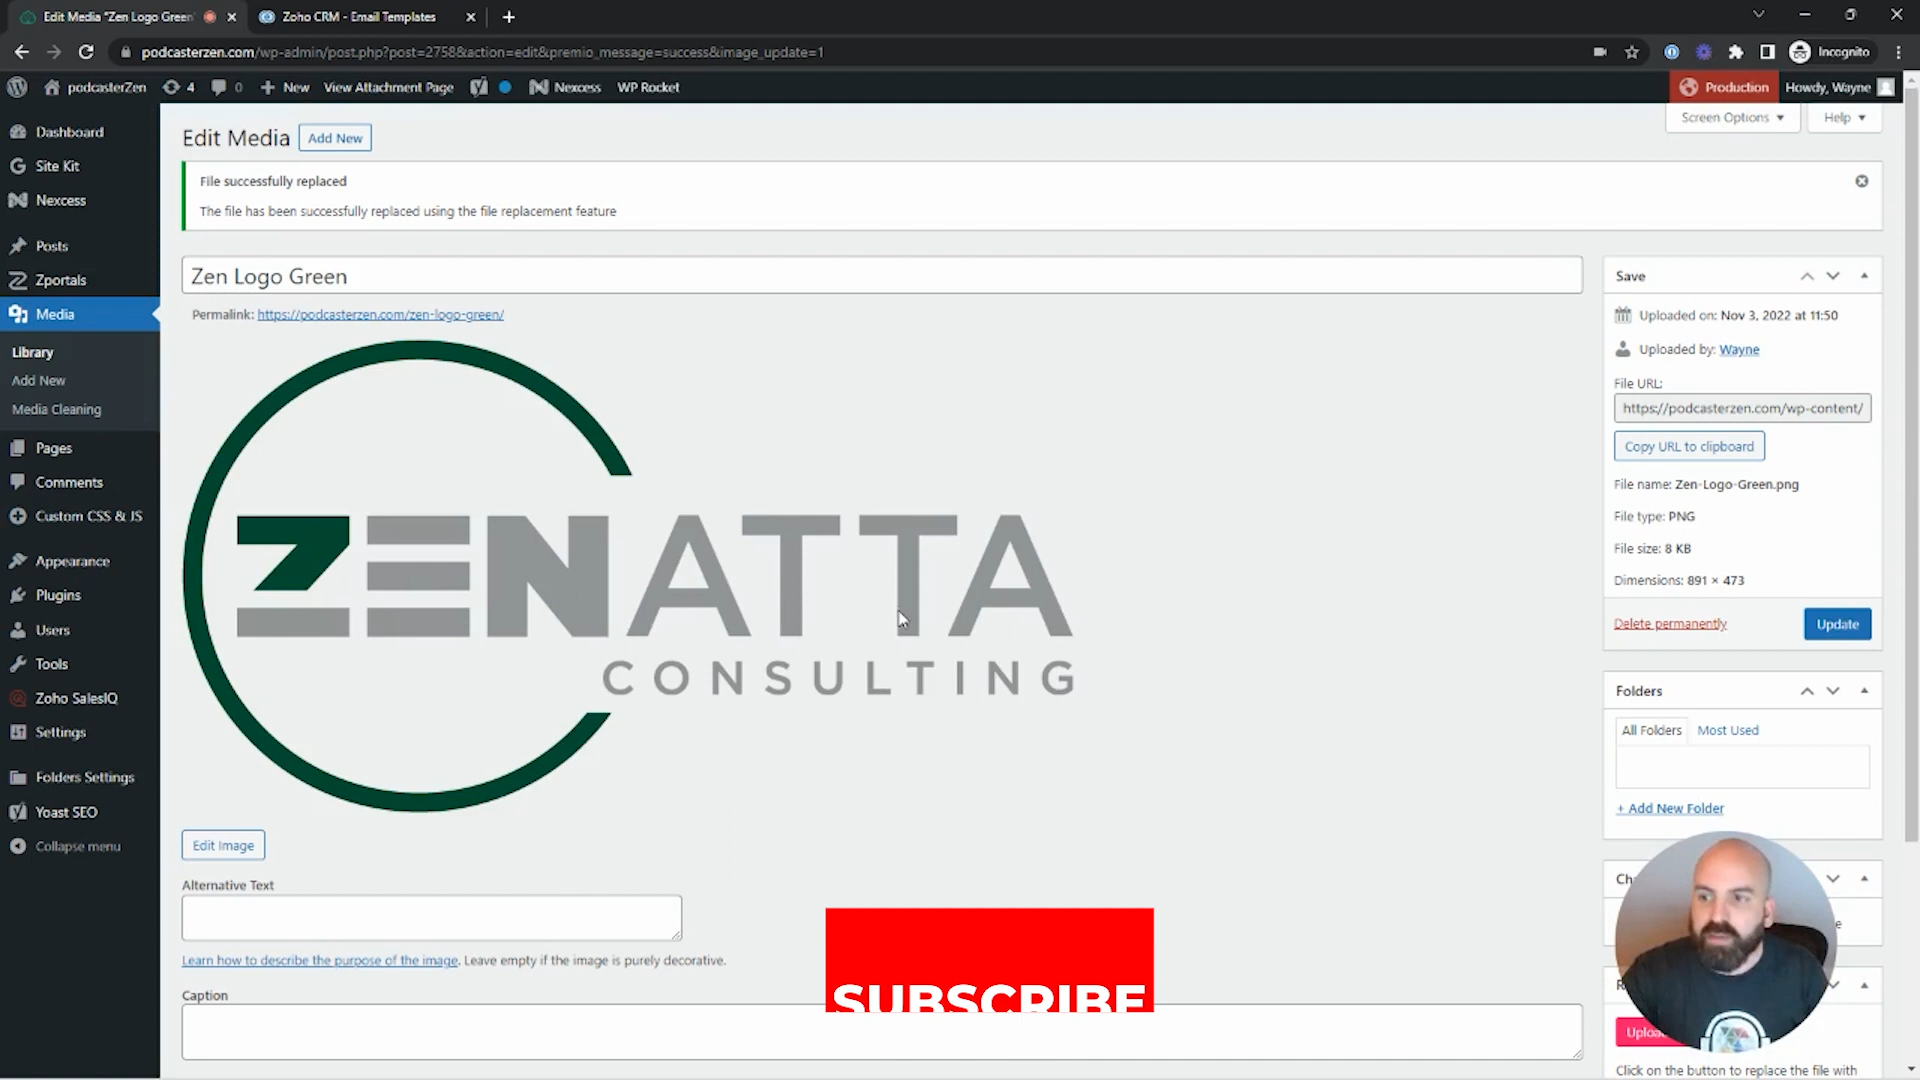 Edit Media "Zen Logo Green"
Zoho CRM - Email Templates
podcasterzen.com/wp-admin/post.php?post=2758&action=edit&premio_message=success&image_update=1
Incognito
podcasterZen
4
0
New
View Attachment Page
Nexcess
WP Rocket
Production
Howdy, Wayne
Dashboard
Site Kit
Nexcess
Posts
Zportals
Media
Library
Add New
Media Cleaning
Pages
Comments
Custom CSS & JS
Appearance
Plugins
Users
Tools
Zoho SalesIQ
Settings
Folders Settings
Yoast SEO
Collapse menu
Screen Options
Help
Edit Media
Add New
File successfully replaced
The file has been successfully replaced using the file replacement feature
Zen Logo Green
Permalink: https://podcasterzen.com/zen-logo-green/
ZENATTA
CONSULTING
Edit Image
Alternative Text
Learn how to describe the purpose of the image. Leave empty if the image is purely decorative.
Caption
SUBSCRIBE
Save
Uploaded on: Nov 3, 2022 at 11:50
Uploaded by: Wayne
File URL:
https://podcasterzen.com/wp-content/
Copy URL to clipboard
File name: Zen-Logo-Green.png
File type: PNG
File size: 8 KB
Dimensions: 891 × 473
Delete permanently
Update
Folders
All Folders
Most Used
+ Add New Folder
Click on the button to replace the file with